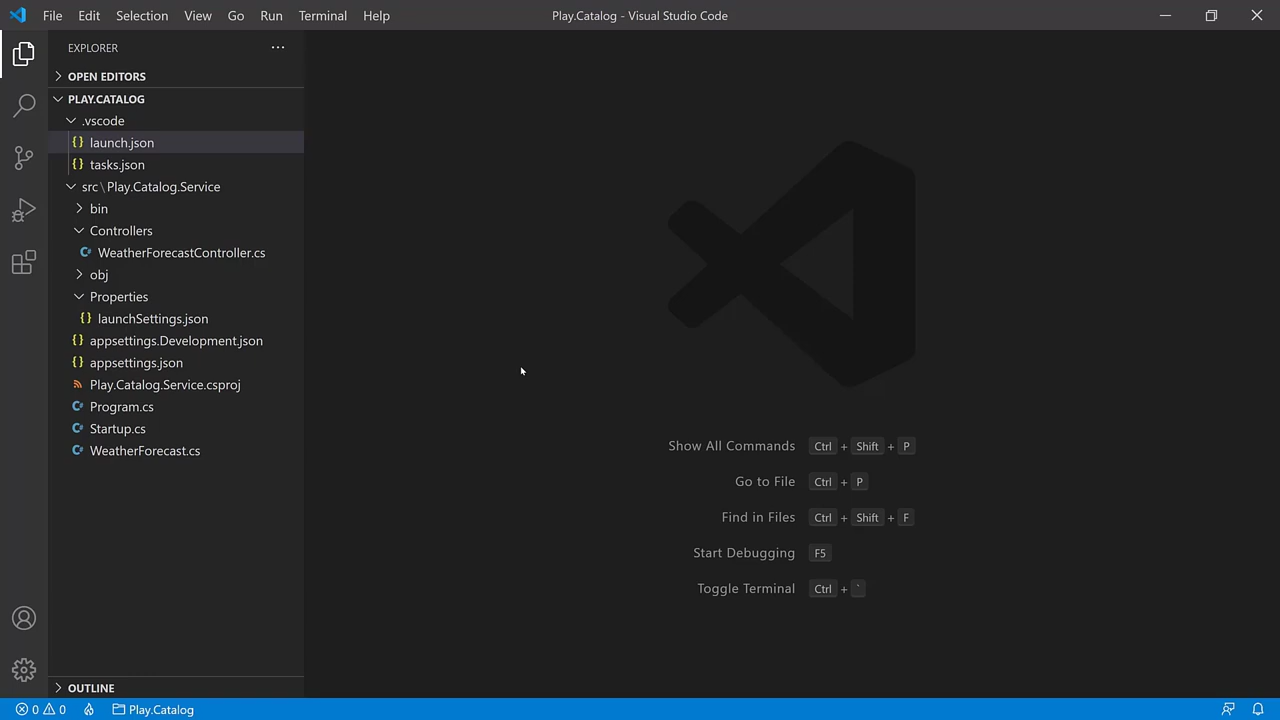 File Edit Selection View Go Run Terminal Help
Play.Catalog - Visual Studio Code
EXPLORER
OPEN EDITORS
PLAY.CATALOG
.vscode
{} launch.json
{} tasks.json
src\Play.Catalog.Service
bin
Controllers
C# WeatherForecastController.cs
obj
Properties
{} launchSettings.json
{} appsettings.Development.json
{} appsettings.json
Play.Catalog.Service.csproj
C# Program.cs
C# Startup.cs
C# WeatherForecast.cs
OUTLINE
Show All Commands Ctrl + Shift + P
Go to File Ctrl + P
Find in Files Ctrl + Shift + F
Start Debugging F5
Toggle Terminal Ctrl + `
0 0 Play.Catalog